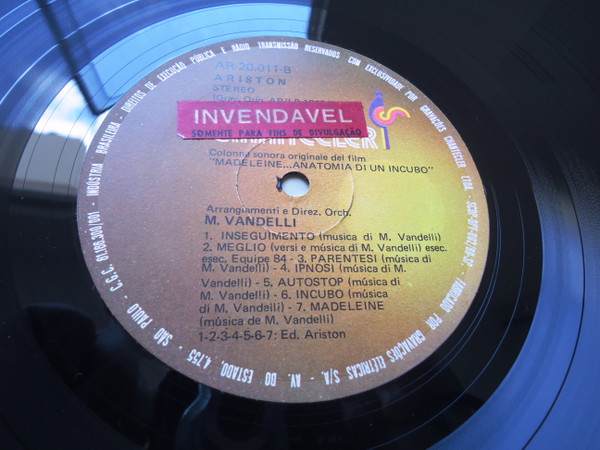 DIREITOS DE EXECUÇÃO PÚBLICA E RÁDIO TRANSMISSÃO RESERVADOS COM EXCLUSIVIDADE POR GRAVAÇÕES CHANTECLER LTDA.
AR-20.011-B
ARISTON
STEREO
INVENDAVEL
SOMENTE PARA FINS DE DIVULGAÇÃO
Colonna sonora originale del film
"MADELEINE...ANATOMIA DI UN INCUBO"
Arrangiamenti e Direz. Orch.
M. VANDELLI
1. INSEGUIMENTO (musica di M. Vandelli)
2. MEGLIO (versi e música di M. Vandelli) esec.
esec. Equipe 84 - 3. PARENTESI (música di
M. Vandelli) - 4. IPNOSI (música di M.
Vandelli) - 5. AUTOSTOP (música di
M. Vandelli) - 6. INCUBO (música
di M. Vandelli) - 7. MADELEINE
(música de M. Vandelli)
1-2-3-4-5-6-7: Ed. Ariston
FABRICADO POR GRAVAÇÕES ELÉTRICAS S/A. - AV. DO ESTADO, 4.755 - SÃO PAULO - C.G.C. 61.186.300/001 - INDÚSTRIA BRASILEIRA -